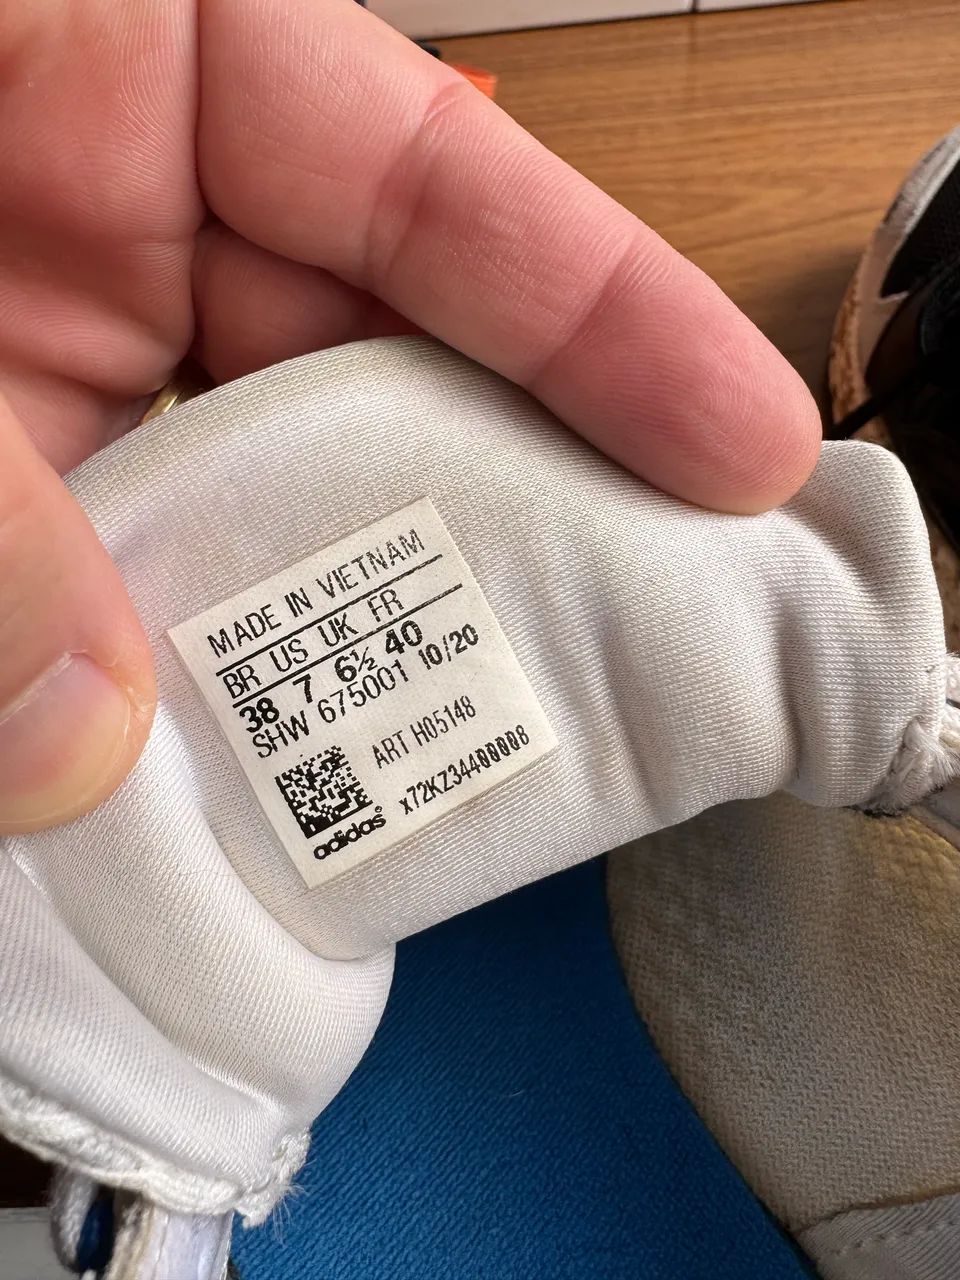 MADE IN VIETNAM
BR US UK FR
38 7 6½ 40
SHW 675001 10/20
ART H05148
x72KZ34400008
adidas®